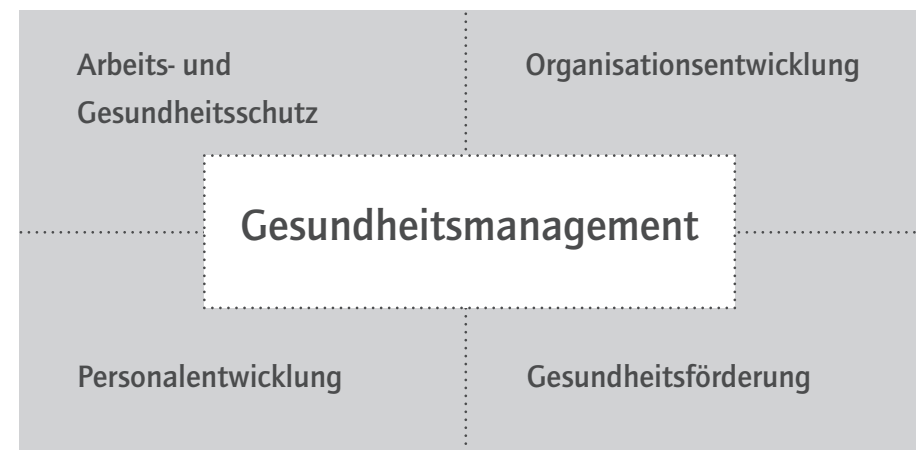 Arbeits- und
Gesundheitsschutz
Organisationsentwicklung
Gesundheitsmanagement
Personalentwicklung
Gesundheitsförderung